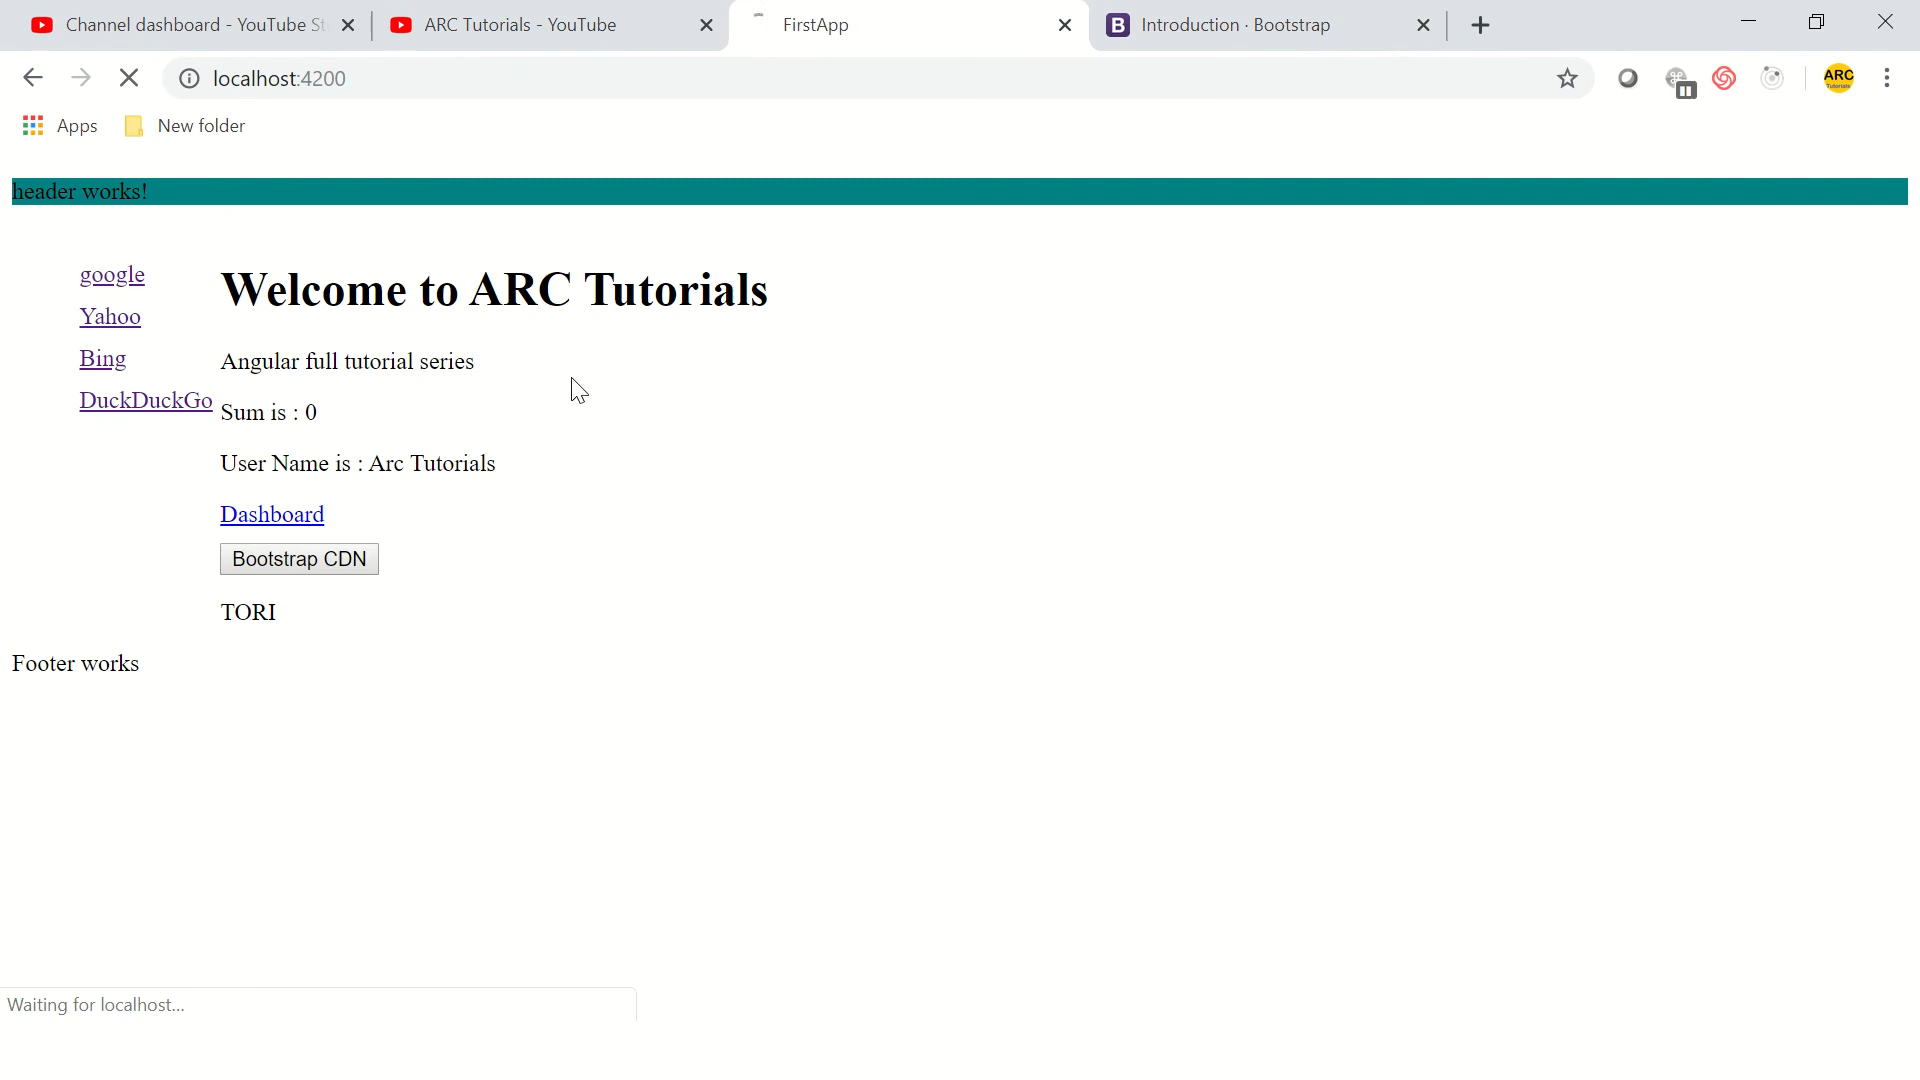 Channel dashboard - YouTube St
ARC Tutorials - YouTube
FirstApp
B Introduction · Bootstrap
localhost:4200
ARC
Tutorials
Apps
New folder
header works!
google
Yahoo
Bing
DuckDuckGo
Welcome to ARC Tutorials
Angular full tutorial series
Sum is : 0
User Name is : Arc Tutorials
Dashboard
Bootstrap CDN
TORI
Footer works
Waiting for localhost...